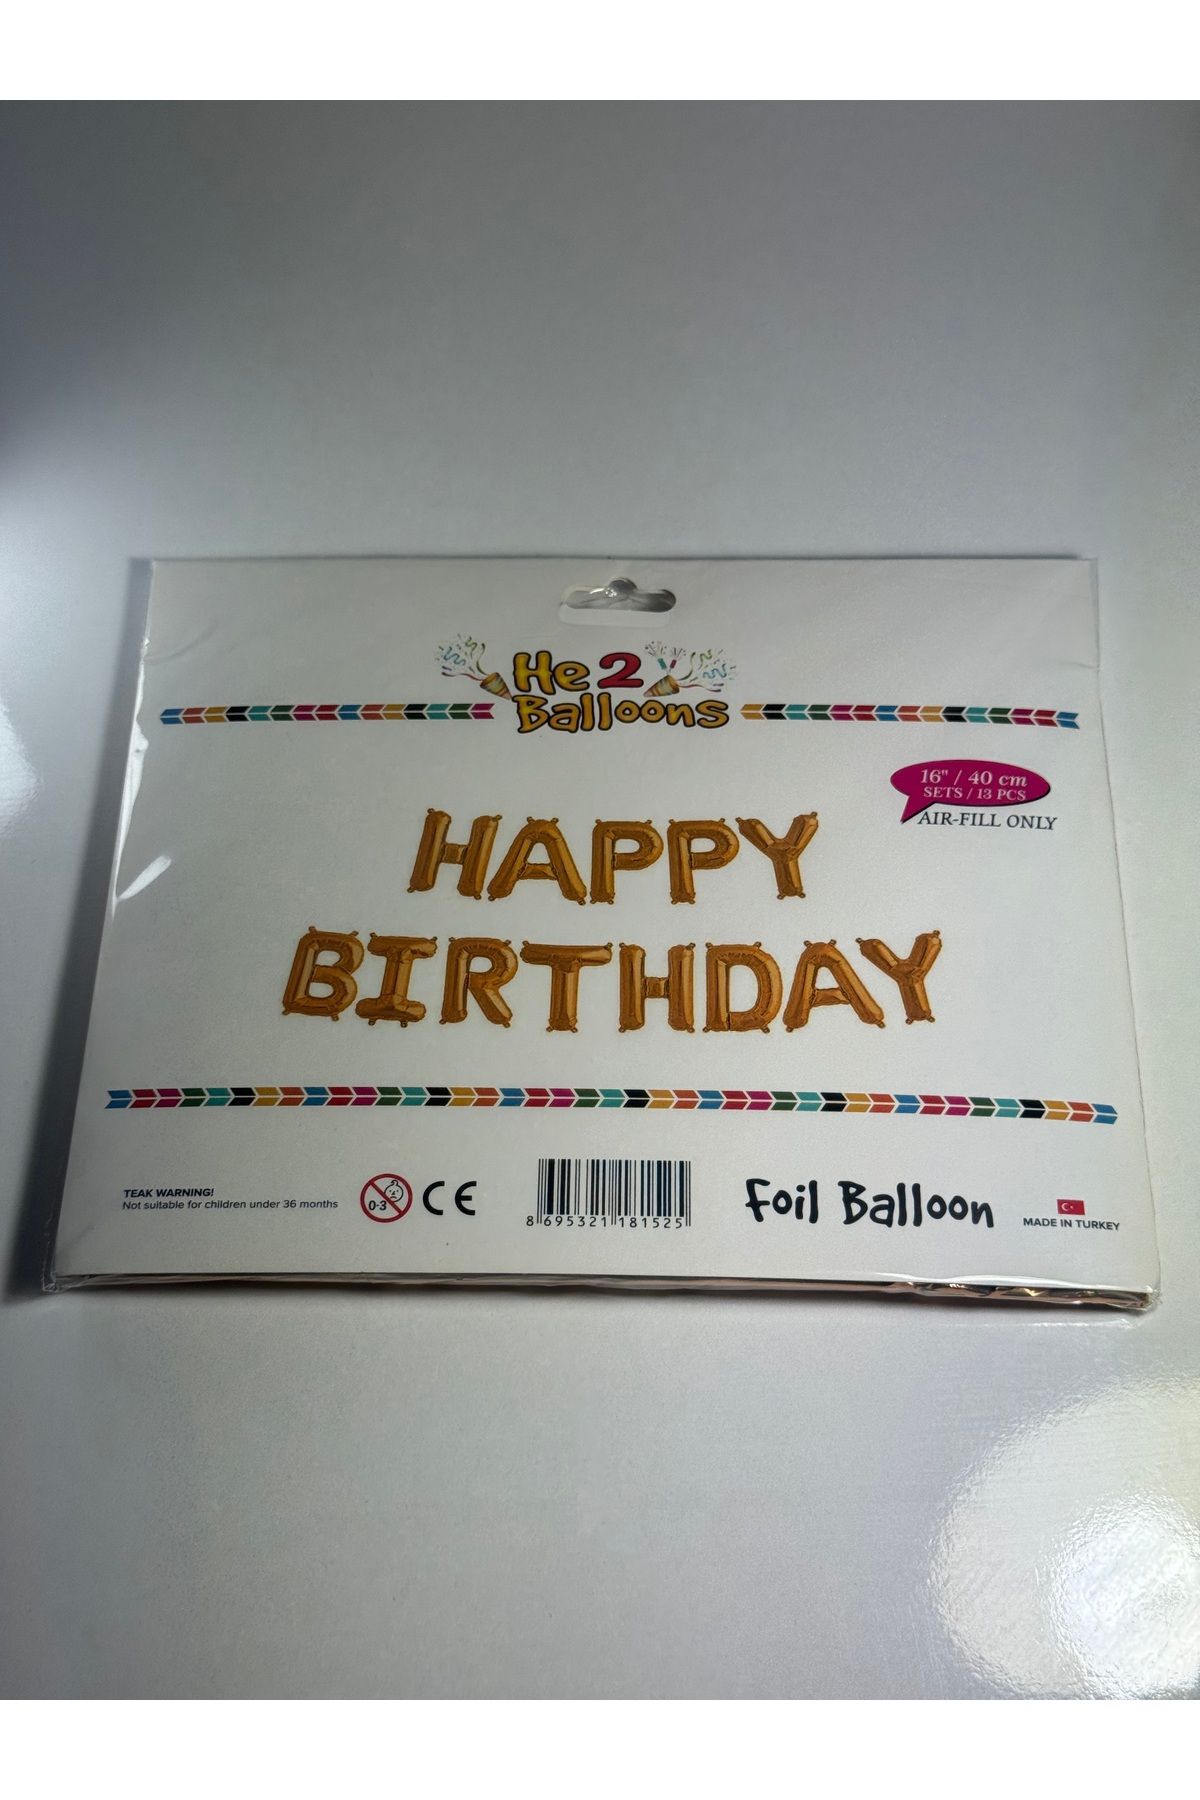 He 2
Balloons
16" / 40 cm
SETS / 13 PCS
AIR-FILL ONLY
HAPPY
BIRTHDAY
TEAK WARNING!
Not suitable for children under 36 months
0-3
CE
8 695321 181525
Foil Balloon
MADE IN TURKEY